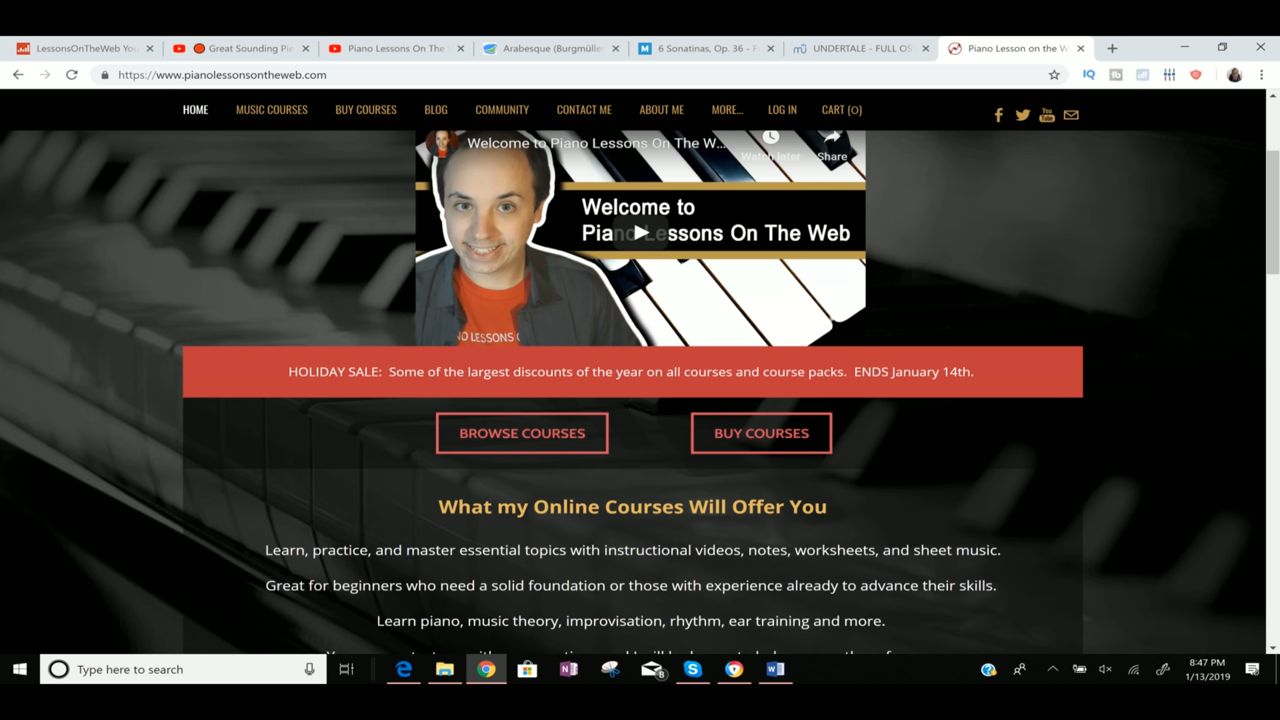 LessonsOnTheWeb You
Great Sounding Pie
Piano Lessons On The
Arabesque (Burgmüller
6 Sonatinas, Op. 36 - F
UNDERTALE - FULL OS
Piano Lesson on the W
https://www.pianolessonsontheweb.com
HOME
MUSIC COURSES
BUY COURSES
BLOG
COMMUNITY
CONTACT ME
ABOUT ME
MORE...
LOG IN
CART (0)
Welcome to Piano Lessons On The W...
Watch later
Share
Welcome to
Piano Lessons On The Web
NO LESSONS
HOLIDAY SALE: Some of the largest discounts of the year on all courses and course packs. ENDS January 14th.
BROWSE COURSES
BUY COURSES
What my Online Courses Will Offer You
Learn, practice, and master essential topics with instructional videos, notes, worksheets, and sheet music.
Great for beginners who need a solid foundation or those with experience already to advance their skills.
Learn piano, music theory, improvisation, rhythm, ear training and more.
Type here to search
8:47 PM
1/13/2019